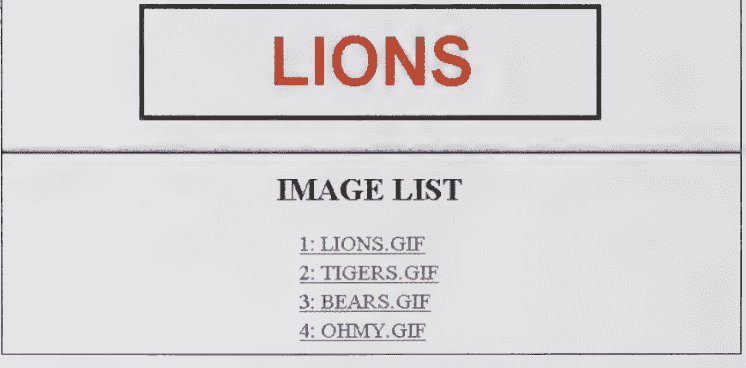 LIONS
IMAGE LIST
1: LIONS.GIF
2: TIGERS.GIF
3: BEARS.GIF
4: OHMY.GIF